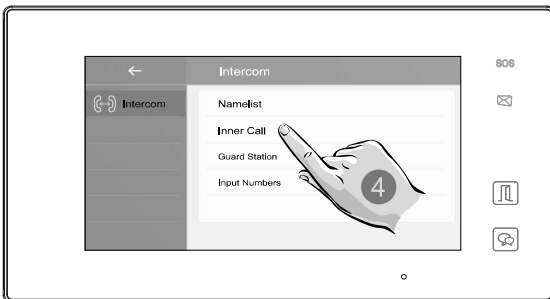 SOS
Intercom
Intercom
Namelist
Inner Call
Guard Station
Input Numbers
4